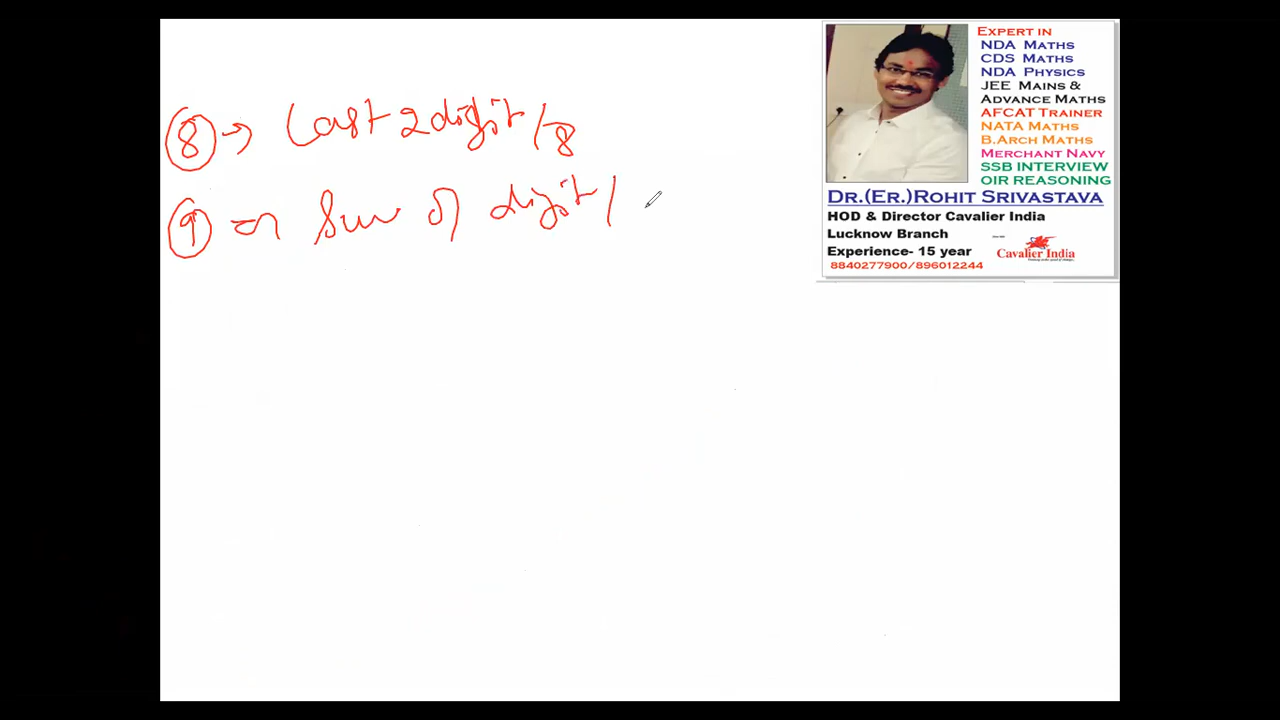 ⑧ → Last 2 digit / 8
⑨ ⇒ Sum of digit /
EXPERT IN
NDA MATHS
CDS MATHS
NDA PHYSICS
JEE MAINS &
ADVANCE MATHS
AFCAT TRAINER
NATA MATHS
B.ARCH MATHS
MERCHANT NAVY
SSB INTERVIEW
OIR REASONING
DR.(ER.)ROHIT SRIVASTAVA
HOD & Director Cavalier India
Lucknow Branch
Experience- 15 year
8840277900/896012244
Cavalier India